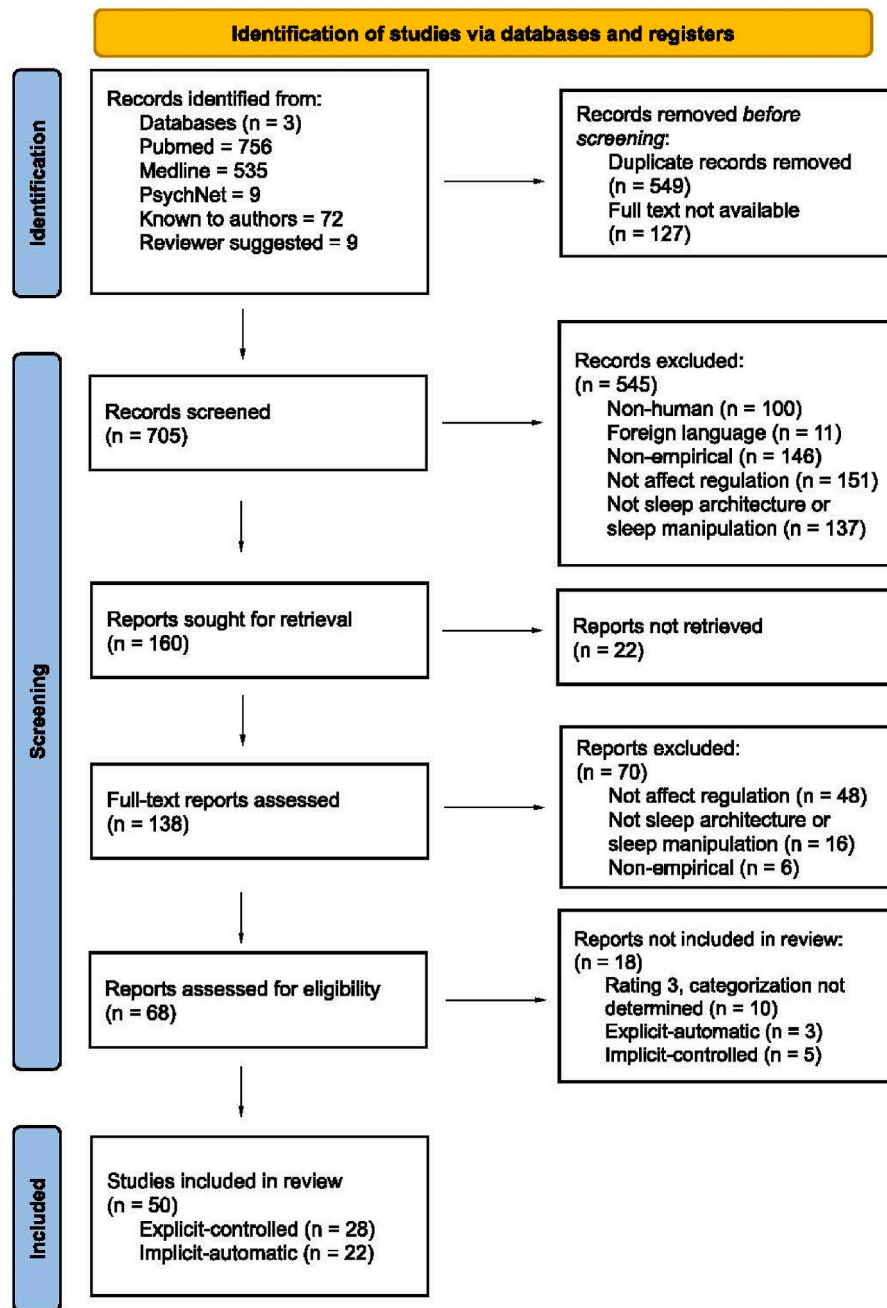 Identification of studies via databases and registers
Identification
Records identified from:
Databases (n = 3)
Pubmed = 756
Medline = 535
PsychNet = 9
Known to authors = 72
Reviewer suggested = 9
Records removed before
screening:
Duplicate records removed
(n = 549)
Full text not available
(n = 127)
Screening
Records screened
(n = 705)
Records excluded:
(n = 545)
Non-human (n = 100)
Foreign language (n = 11)
Non-empirical (n = 146)
Not affect regulation (n = 151)
Not sleep architecture or
sleep manipulation (n = 137)
Reports sought for retrieval
(n = 160)
Reports not retrieved
(n = 22)
Full-text reports assessed
(n = 138)
Reports excluded:
(n = 70)
Not affect regulation (n = 48)
Not sleep architecture or
sleep manipulation (n = 16)
Non-empirical (n = 6)
Reports assessed for eligibility
(n = 68)
Reports not included in review:
(n = 18)
Rating 3, categorization not
determined (n = 10)
Explicit-automatic (n = 3)
Implicit-controlled (n = 5)
Included
Studies included in review
(n = 50)
Explicit-controlled (n = 28)
Implicit-automatic (n = 22)